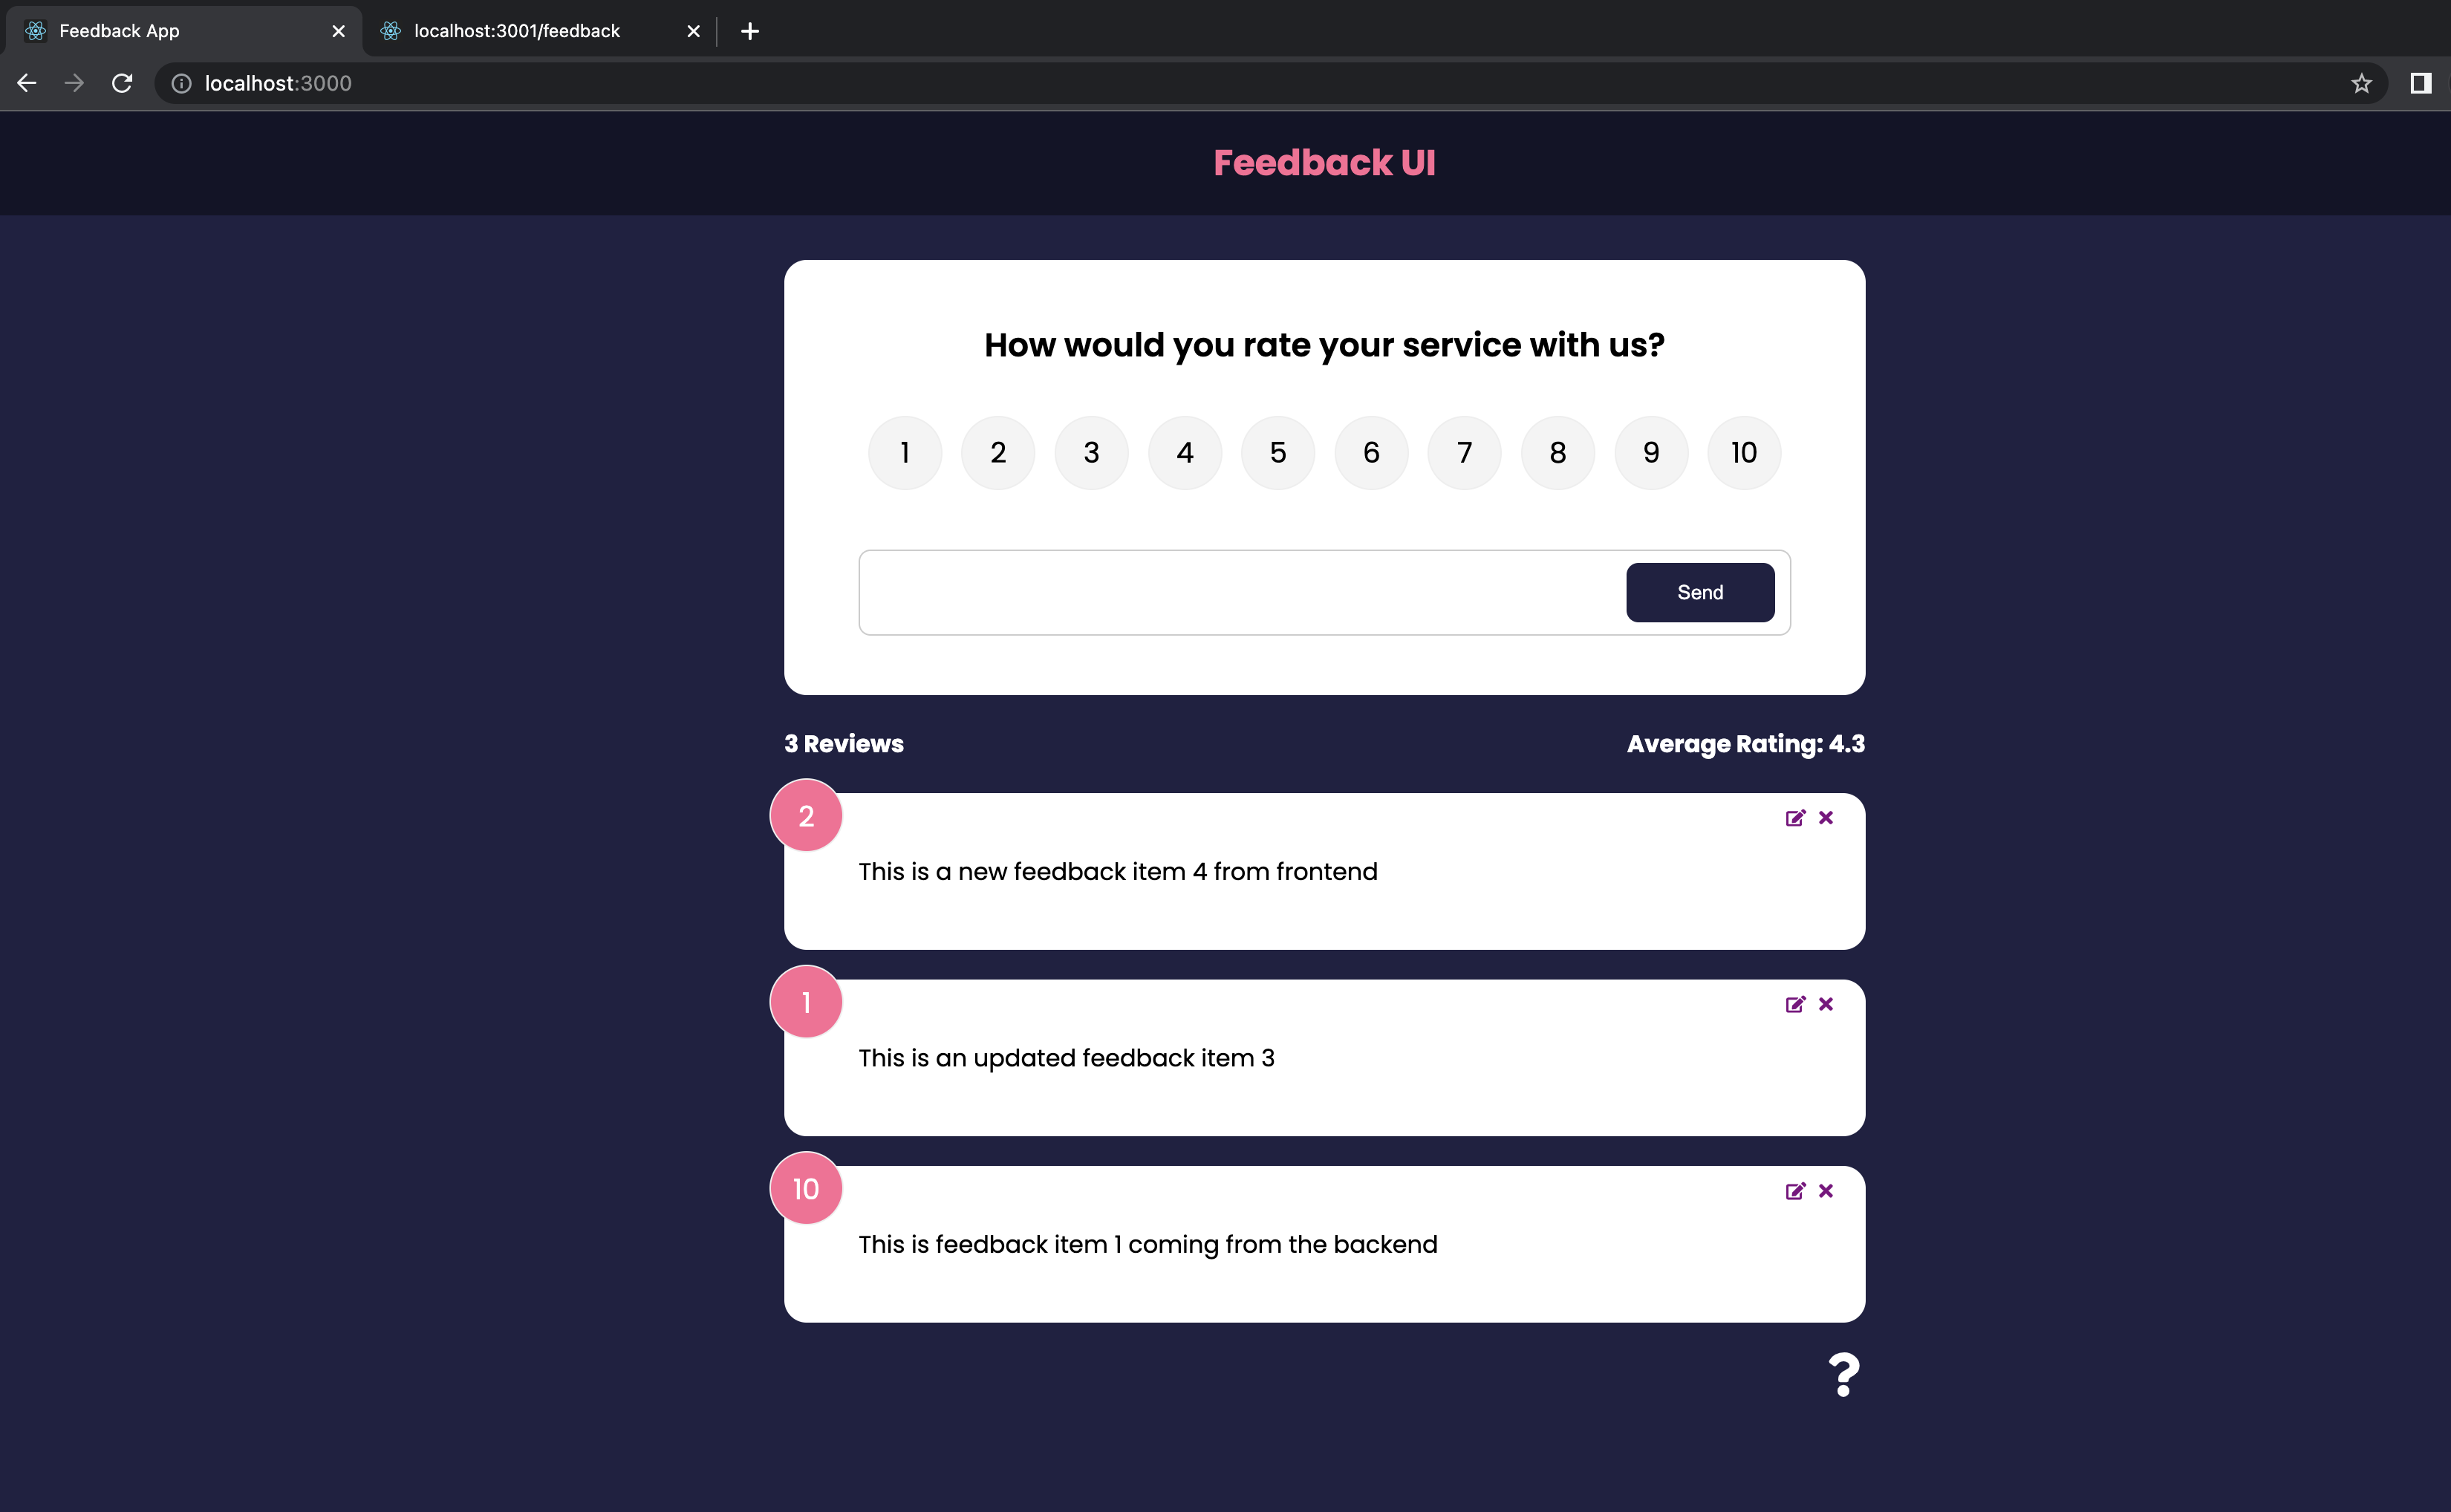 Feedback App
localhost:3001/feedback
localhost:3000
Feedback UI
How would you rate your service with us?
1 2 3 4 5 6 7 8 9 10
Send
3 Reviews
Average Rating: 4.3
2
This is a new feedback item 4 from frontend
1
This is an updated feedback item 3
10
This is feedback item 1 coming from the backend
?